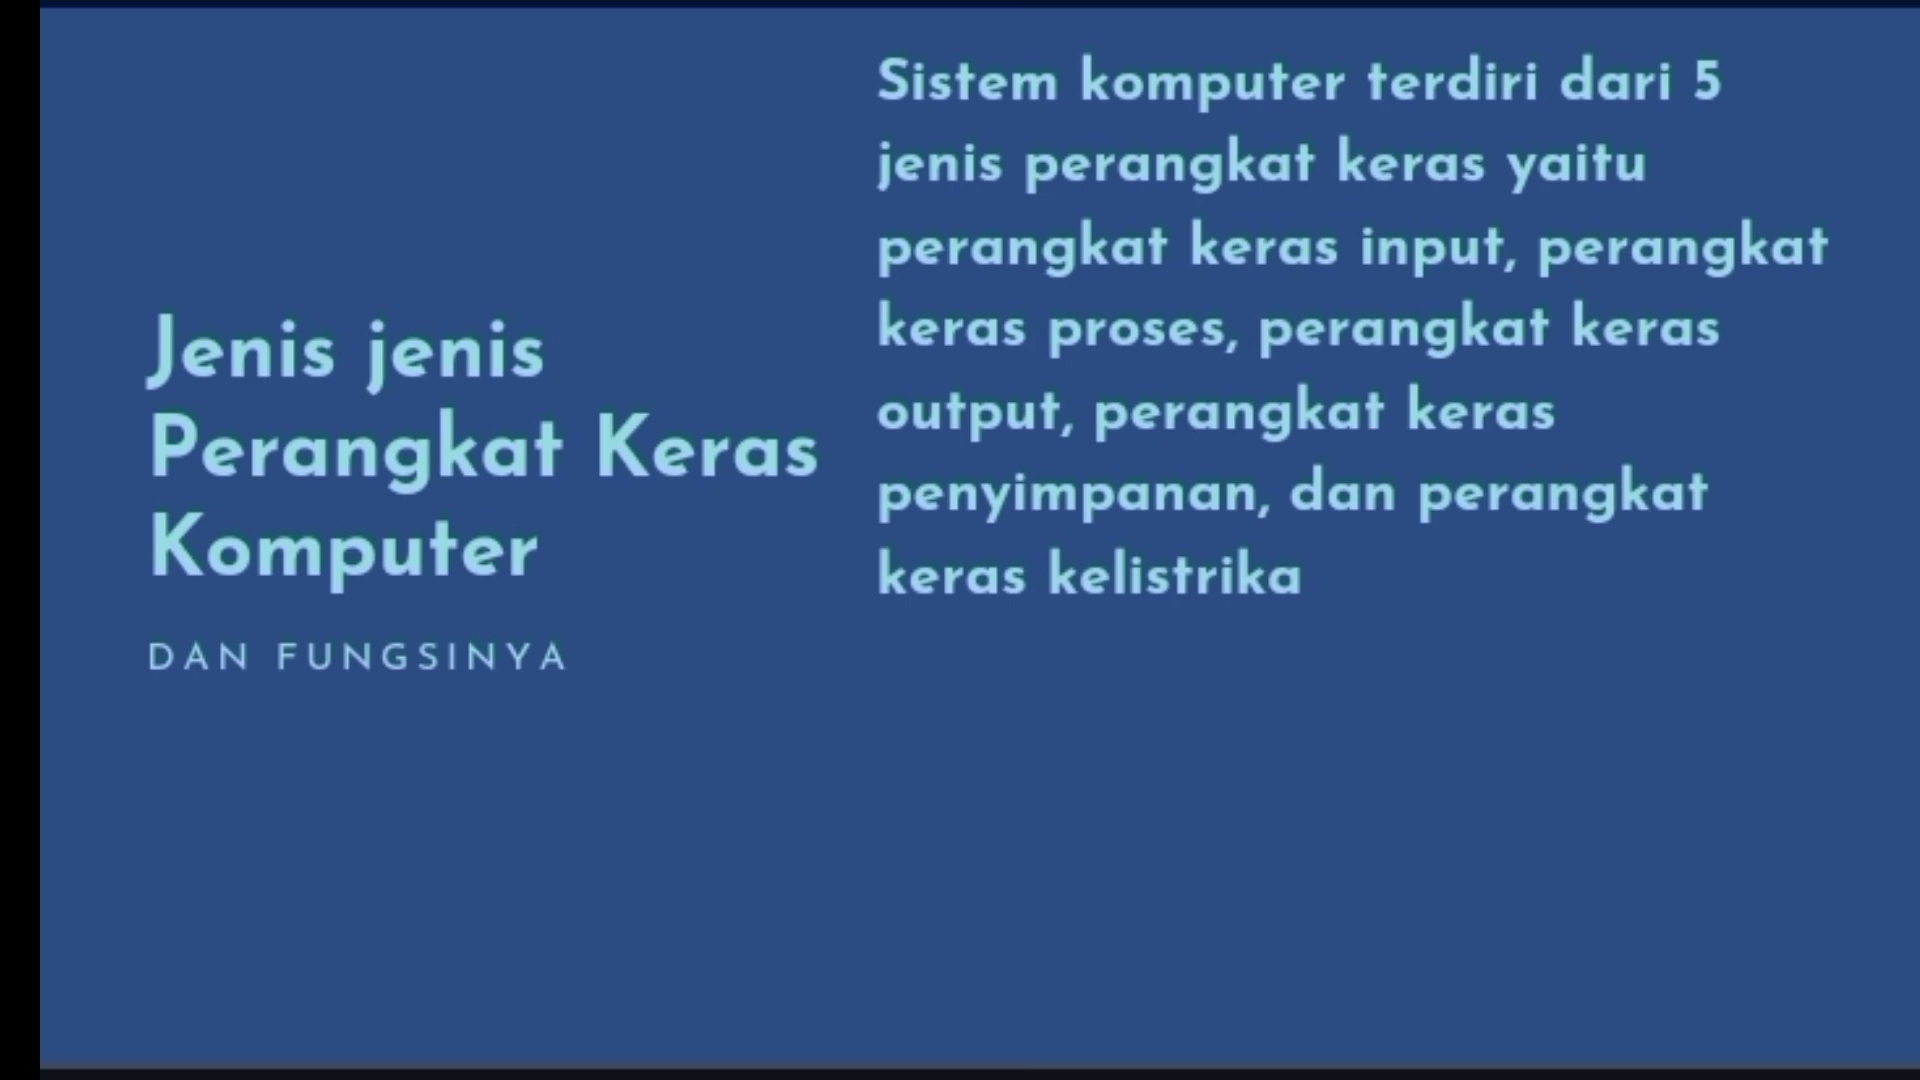 Jenis jenis
Perangkat Keras
Komputer
DAN FUNGSINYA
Sistem komputer terdiri dari 5
jenis perangkat keras yaitu
perangkat keras input, perangkat
keras proses, perangkat keras
output, perangkat keras
penyimpanan, dan perangkat
keras kelistrika